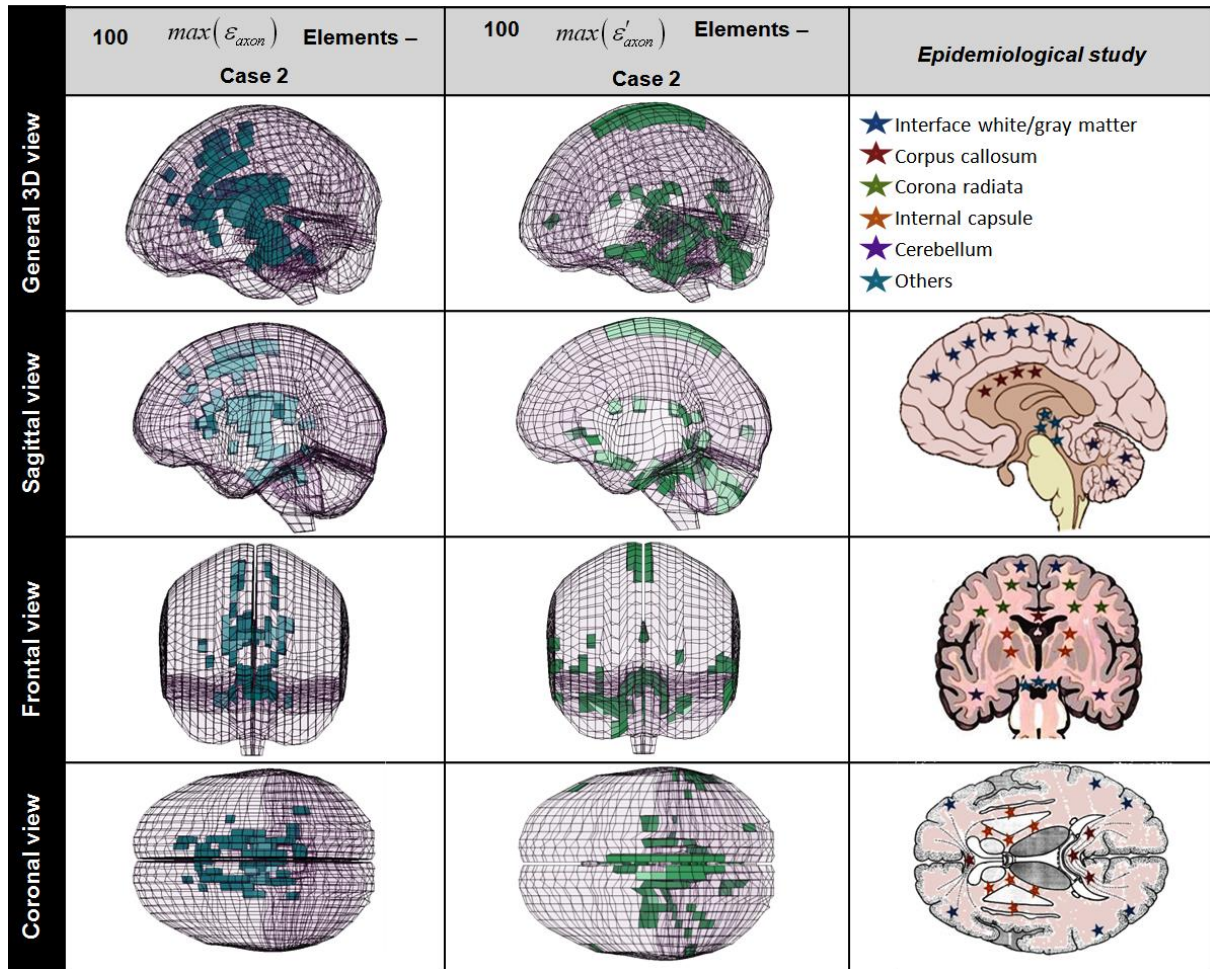 100 max(ε_axon) Elements –
Case 2
100 max(ε′_axon) Elements –
Case 2
Epidemiological study
General 3D view
Interface white/gray matter
Corpus callosum
Corona radiata
Internal capsule
Cerebellum
Others
Sagittal view
Frontal view
Coronal view